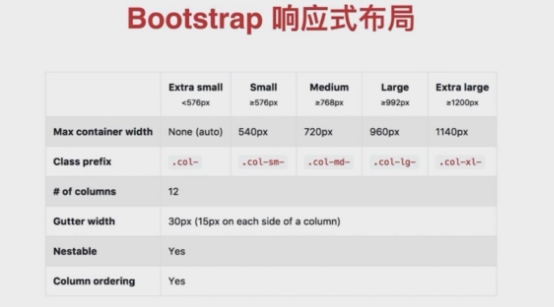 Bootstrap 响应式布局
Extra small Small Medium Large Extra large
<576px ≥576px ≥768px ≥992px ≥1200px
Max container width None (auto) 540px 720px 960px 1140px
Class prefix .col- .col-sm- .col-md- .col-lg- .col-xl-
# of columns 12
Gutter width 30px (15px on each side of a column)
Nestable Yes
Column ordering Yes